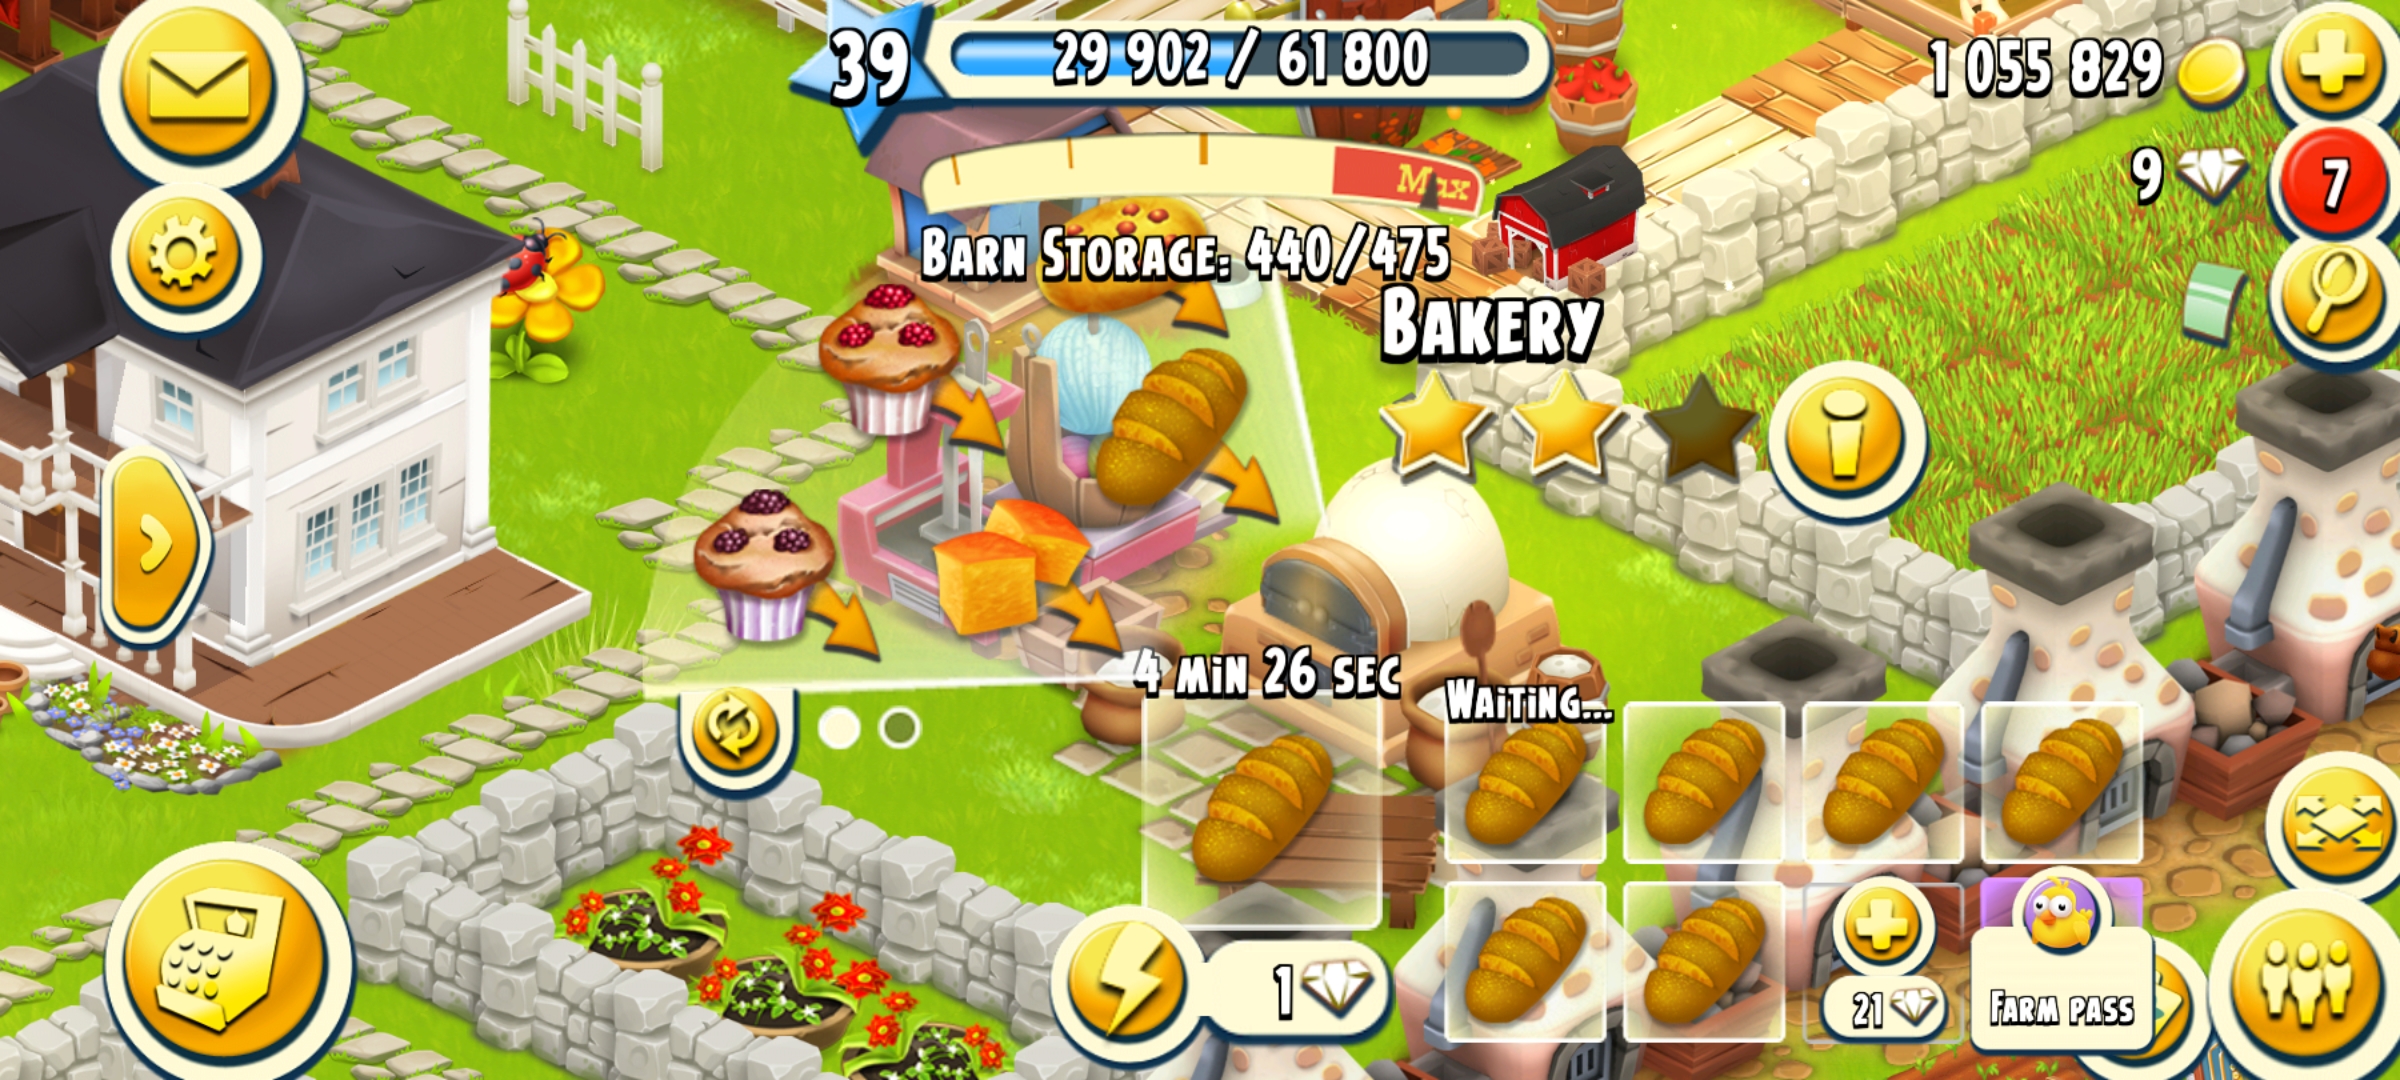 39
29 902 / 61 800
1 055 829
Max
9
7
Barn Storage: 440/475
Bakery
4 min 26 sec
Waiting...
1
21
Farm pass